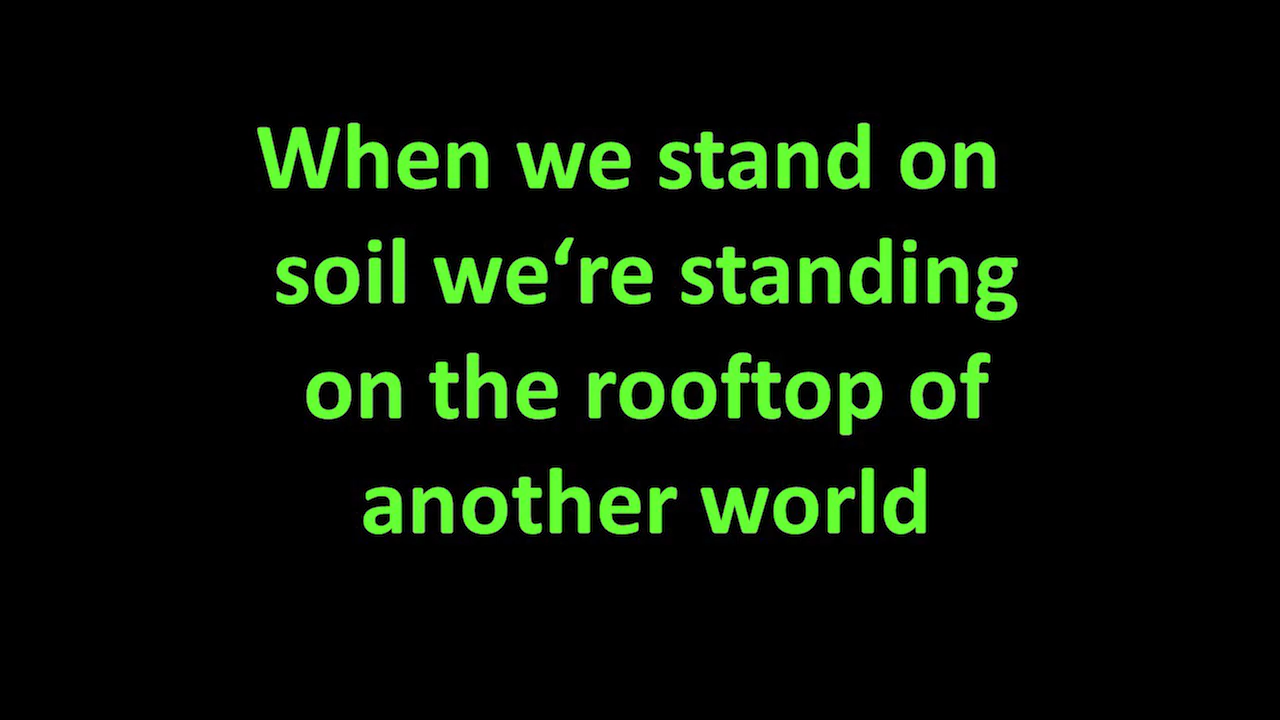 When we stand on
soil we‘re standing
on the rooftop of
another world